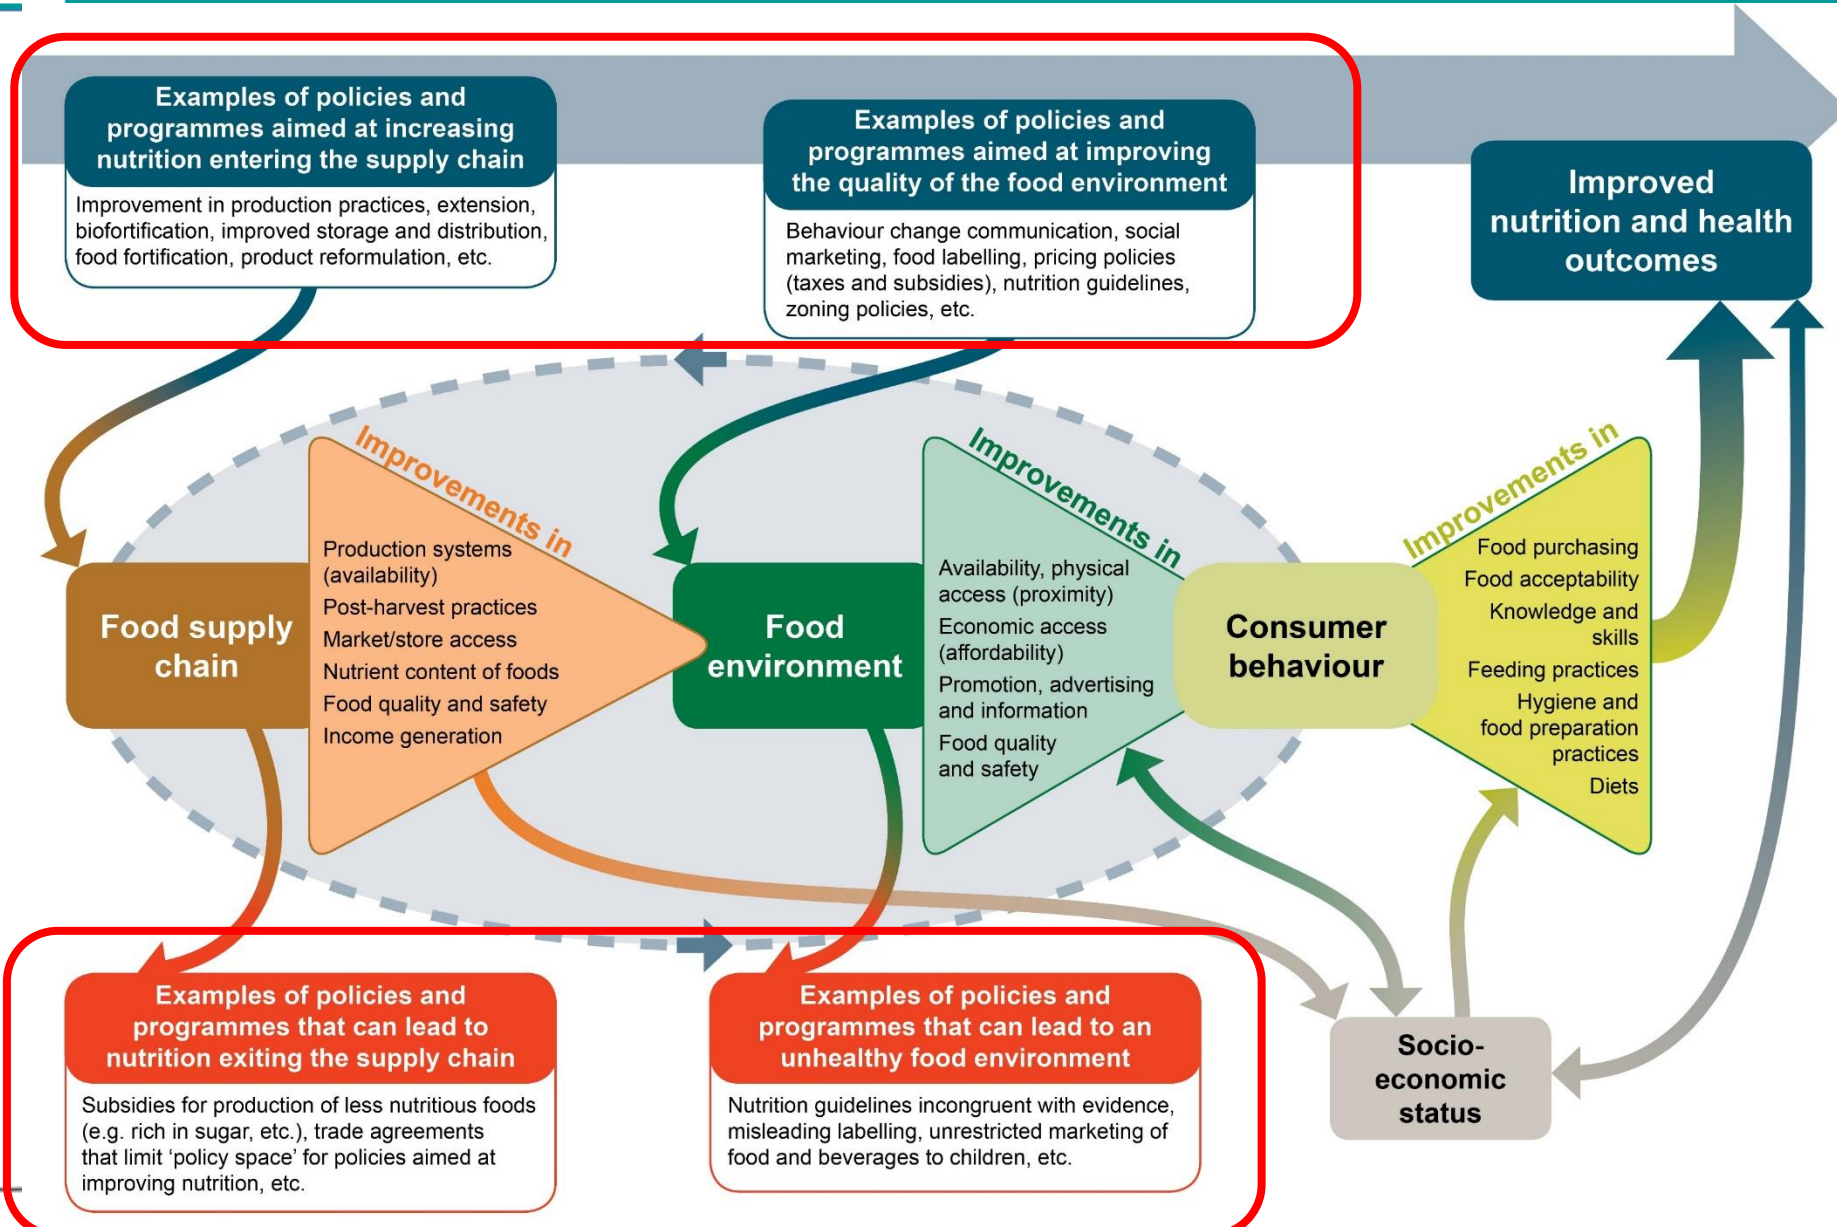 Examples of policies and
programmes aimed at increasing
nutrition entering the supply chain
Improvement in production practices, extension,
biofortification, improved storage and distribution,
food fortification, product reformulation, etc.
Examples of policies and
programmes aimed at improving
the quality of the food environment
Behaviour change communication, social
marketing, food labelling, pricing policies
(taxes and subsidies), nutrition guidelines,
zoning policies, etc.
Improved
nutrition and health
outcomes
Food supply
chain
Improvements in
Production systems
(availability)
Post-harvest practices
Market/store access
Nutrient content of foods
Food quality and safety
Income generation
Food
environment
Improvements in
Availability, physical
access (proximity)
Economic access
(affordability)
Promotion, advertising
and information
Food quality
and safety
Consumer
behaviour
Improvements in
Food purchasing
Food acceptability
Knowledge and
skills
Feeding practices
Hygiene and
food preparation
practices
Diets
Examples of policies and
programmes that can lead to
nutrition exiting the supply chain
Subsidies for production of less nutritious foods
(e.g. rich in sugar, etc.), trade agreements
that limit ‘policy space’ for policies aimed at
improving nutrition, etc.
Examples of policies and
programmes that can lead to an
unhealthy food environment
Nutrition guidelines incongruent with evidence,
misleading labelling, unrestricted marketing of
food and beverages to children, etc.
Socio-
economic
status